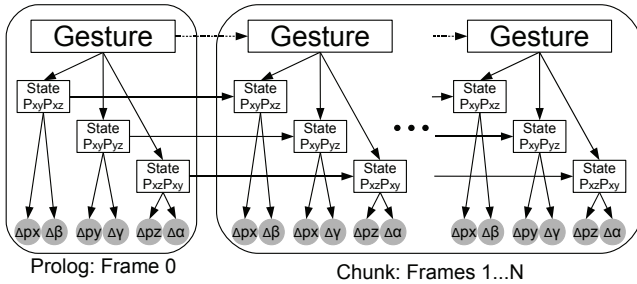 Gesture Gesture Gesture
State State State
PxyPxz PxyPxz PxyPxz
State State State
PxyPyz PxyPyz PxyPyz
State State State
PxzPxy PxzPxy PxzPxy
Δpx Δβ Δpy Δγ Δpz Δα Δpx Δβ Δpx Δγ Δpz Δα Δpx Δβ Δpy Δγ Δpz Δα
Prolog: Frame 0
Chunk: Frames 1...N